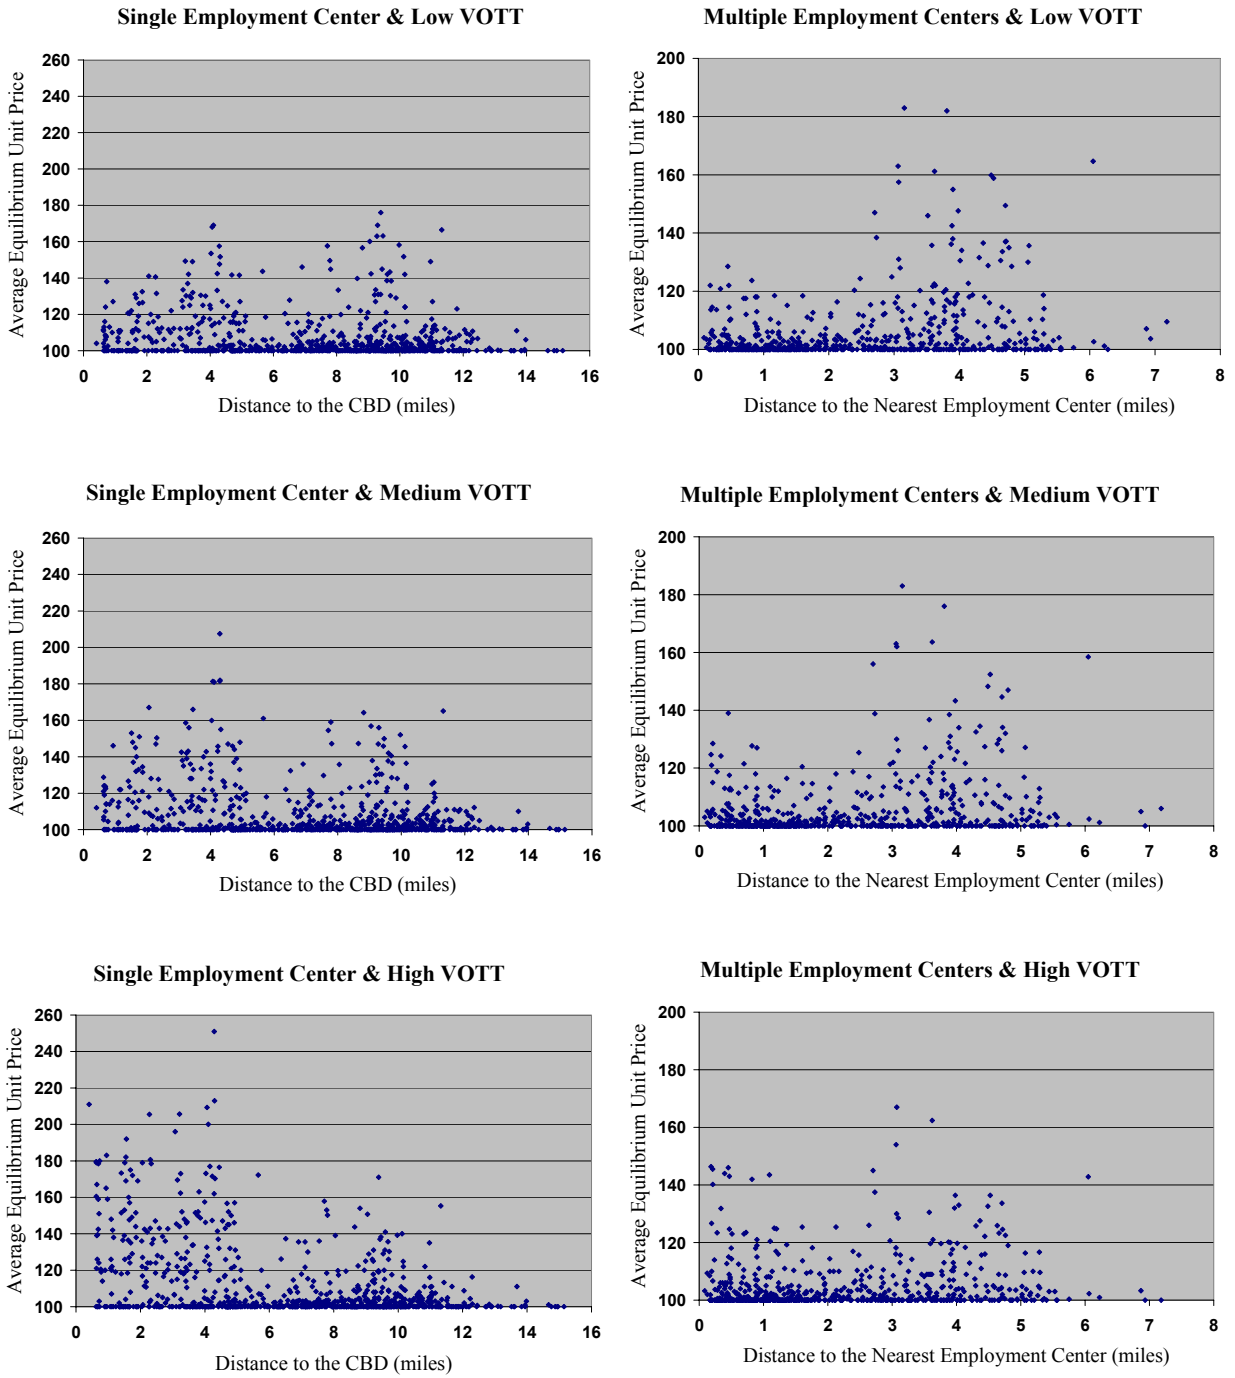 Single Employment Center & Low VOTT
Average Equilibrium Unit Price
260
240
220
200
180
160
140
120
100
0 2 4 6 8 10 12 14 16
Distance to the CBD (miles)
Multiple Employment Centers & Low VOTT
Average Equilibrium Unit Price
200
180
160
140
120
100
0 1 2 3 4 5 6 7 8
Distance to the Nearest Employment Center (miles)
Single Employment Center & Medium VOTT
Average Equilibrium Unit Price
260
240
220
200
180
160
140
120
100
0 2 4 6 8 10 12 14 16
Distance to the CBD (miles)
Multiple Emplolyment Centers & Medium VOTT
Average Equilibrium Unit Price
200
180
160
140
120
100
0 1 2 3 4 5 6 7 8
Distance to the Nearest Employment Center (miles)
Single Employment Center & High VOTT
Average Equilibrium Unit Price
260
240
220
200
180
160
140
120
100
0 2 4 6 8 10 12 14 16
Distance to the CBD (miles)
Multiple Employment Centers & High VOTT
Average Equilibrium Unit Price
200
180
160
140
120
100
0 1 2 3 4 5 6 7 8
Distance to the Nearest Employment Center (miles)